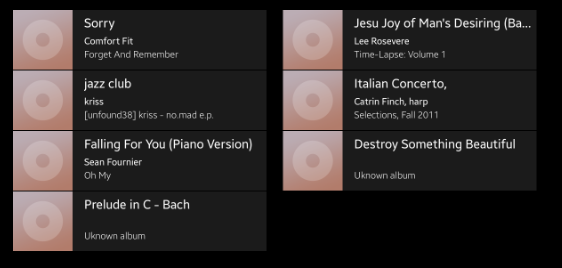 Sorry
Comfort Fit
Forget And Remember
jazz club
kriss
[unfound38] kriss - no.mad e.p.
Falling For You (Piano Version)
Sean Fournier
Oh My
Prelude in C - Bach
Uknown album
Jesu Joy of Man's Desiring (Ba...
Lee Rosevere
Time-Lapse: Volume 1
Italian Concerto,
Catrin Finch, harp
Selections, Fall 2011
Destroy Something Beautiful
Uknown album